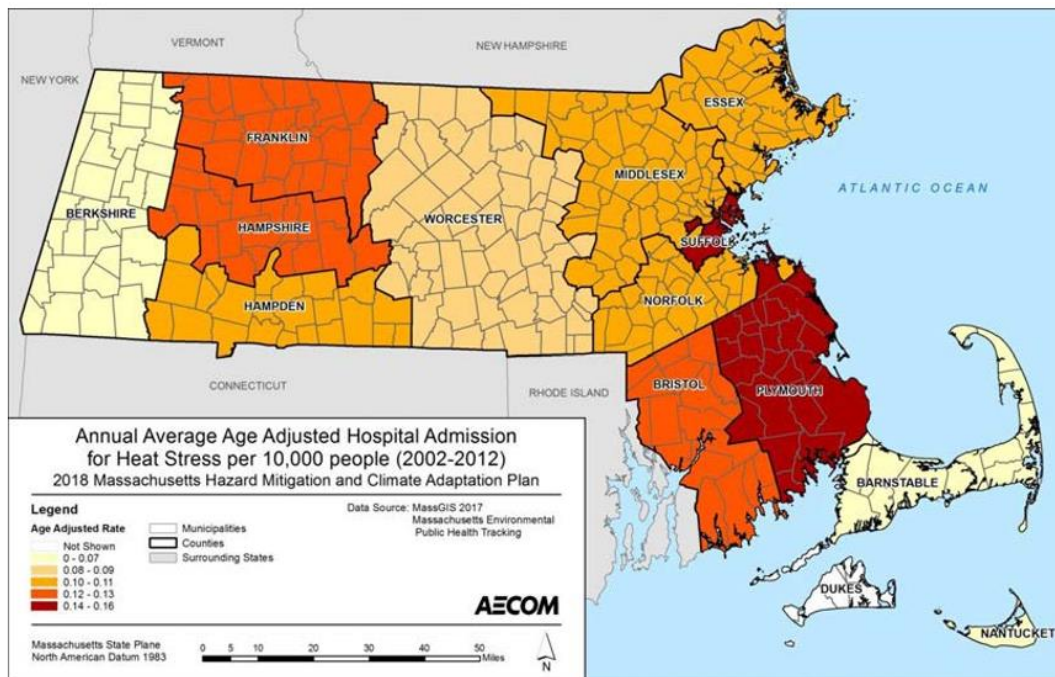 VERMONT
NEW HAMPSHIRE
NEW YORK
ESSEX
FRANKLIN
MIDDLESEX
ATLANTIC OCEAN
BERKSHIRE
HAMPSHIRE
WORCESTER
SUFFOLK
HAMPDEN
NORFOLK
CONNECTICUT
RHODE ISLAND
BRISTOL
PLYMOUTH
BARNSTABLE
DUKES
NANTUCKET
Annual Average Age Adjusted Hospital Admission
for Heat Stress per 10,000 people (2002-2012)
2018 Massachusetts Hazard Mitigation and Climate Adaptation Plan
Legend
Age Adjusted Rate
Not Shown
0 - 0.07
0.08 - 0.09
0.10 - 0.11
0.12 - 0.13
0.14 - 0.16
Municipalities
Counties
Surrounding States
Data Source: MassGIS 2017
Massachusetts Environmental
Public Health Tracking
AECOM
Massachusetts State Plane
North American Datum 1983
0 5 10 20 30 40 50
Miles
N